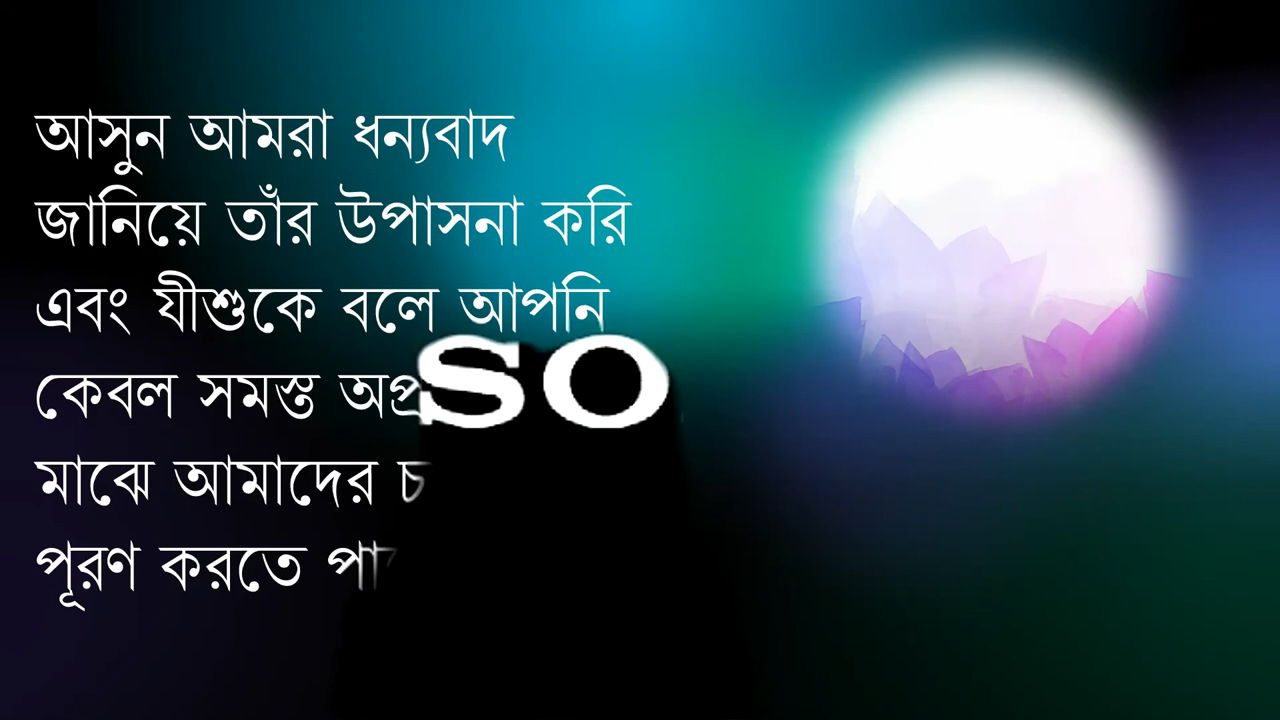 আসুন আমরা ধন্যবাদ
জানিয়ে তাঁর উপাসনা করি
এবং যীশুকে বলে আপনি
কেবল সমস্ত
SO
মাঝে আমাদের
পূরণ করতে